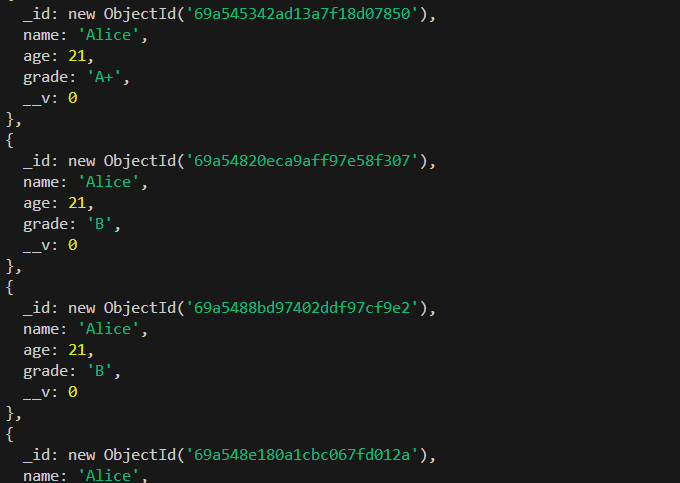 _id: new ObjectId('69a545342ad13a7f18d07850'),
name: 'Alice',
age: 21,
grade: 'A+',
__v: 0
},
{
_id: new ObjectId('69a54820eca9aff97e58f307'),
name: 'Alice',
age: 21,
grade: 'B',
__v: 0
},
{
_id: new ObjectId('69a5488bd97402ddf97cf9e2'),
name: 'Alice',
age: 21,
grade: 'B',
__v: 0
},
{
_id: new ObjectId('69a548e180a1cbc067fd012a'),
name: 'Alice',